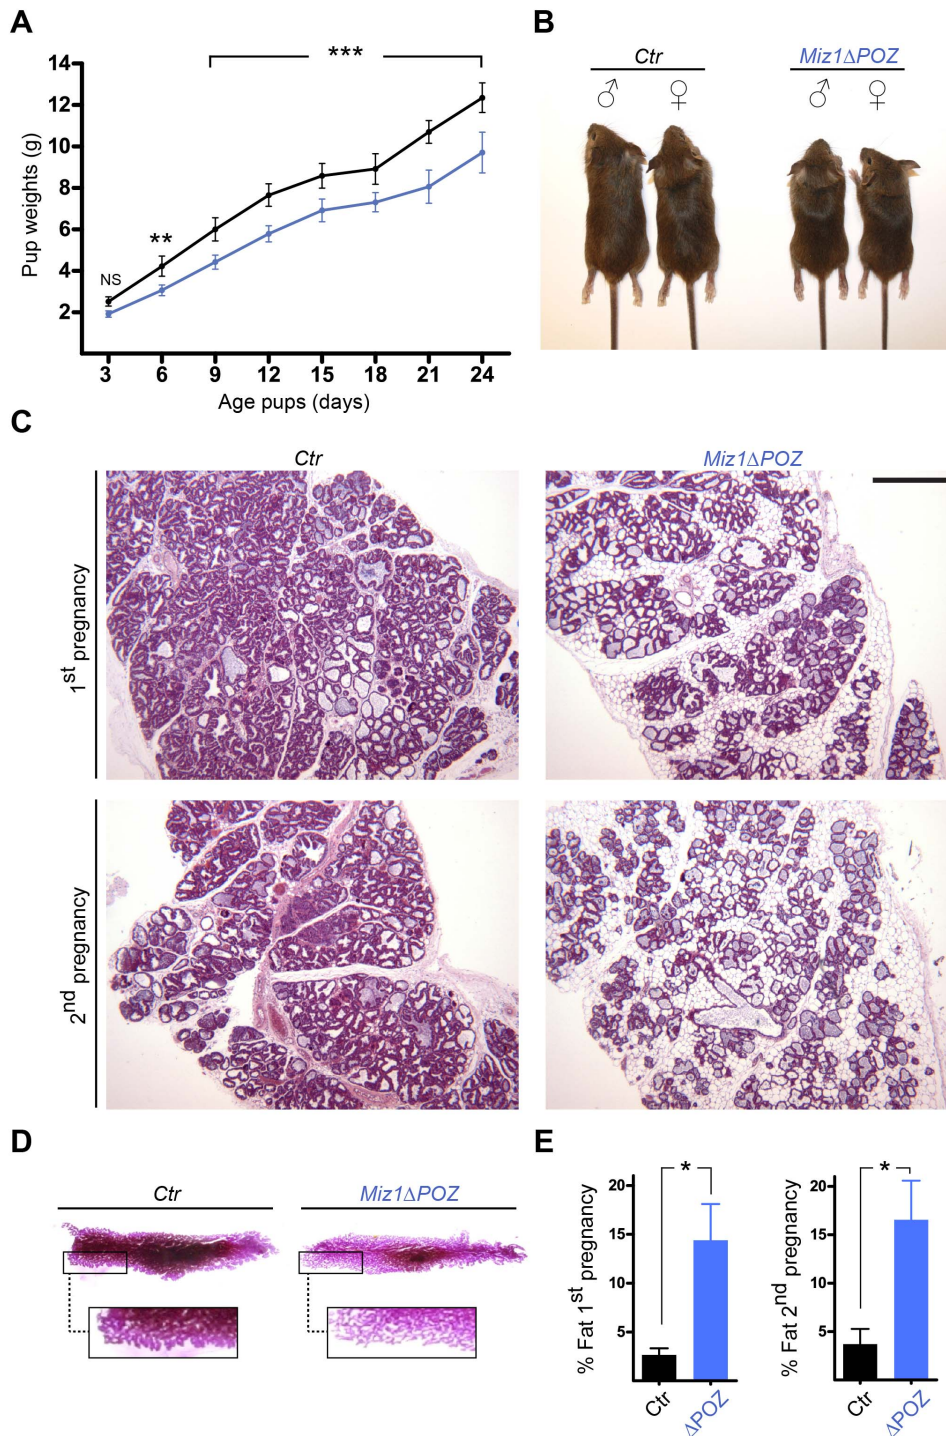 A
***
Pup weights (g)
14
12
10
8
6
4
2
NS
**
3 6 9 12 15 18 21 24
Age pups (days)
B
Ctr Miz1ΔPOZ
♂ ♀ ♂ ♀
C
Ctr Miz1ΔPOZ
1st pregnancy
2nd pregnancy
D
Ctr Miz1ΔPOZ
E
% Fat 1st pregnancy
20
15
10
5
*
Ctr ΔPOZ
% Fat 2nd pregnancy
20
15
10
5
*
Ctr ΔPOZ